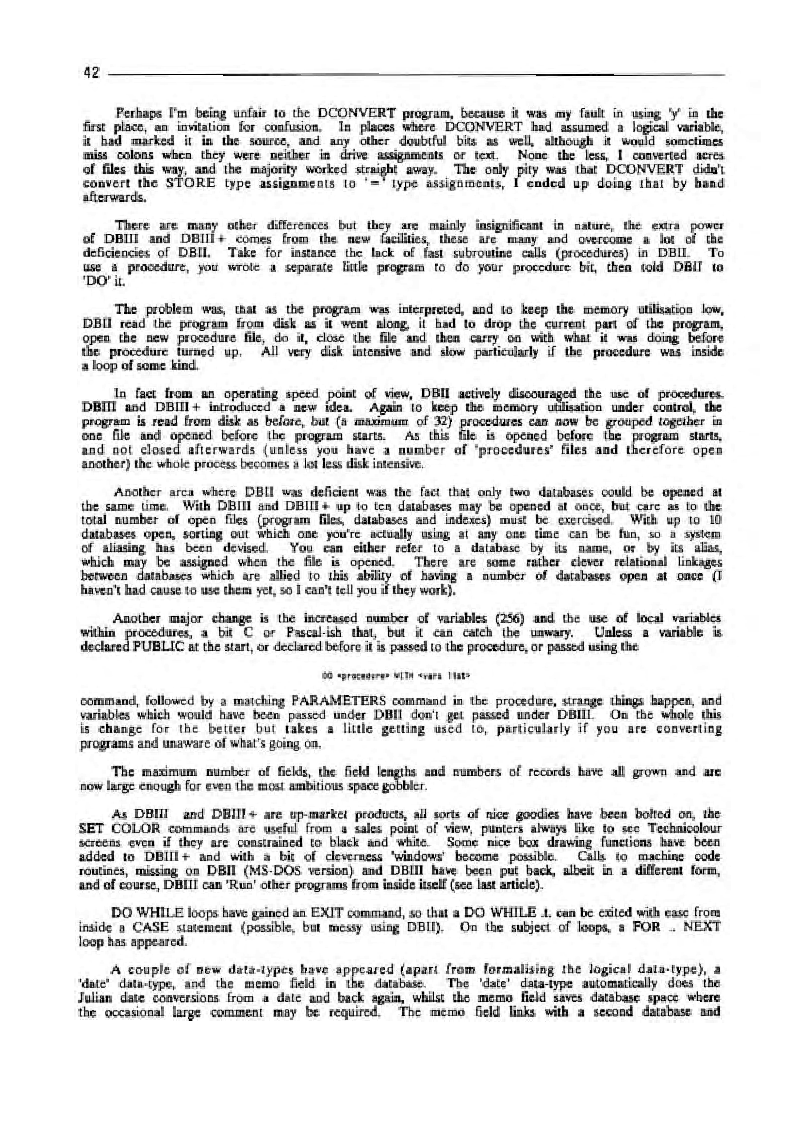 42
Perhaps I'm being unfair to the DCONVERT program, because it was my fault in using 'y' in the
first place, an invitation for confusion. In places where DCONVERT had assumed a logical variable,
it had marked it in the source, and any other doubtful bits as well, although it would sometimes
miss colons when they were neither in drive assignments or text. None the less, I converted acres
of files this way, and the majority worked straight away. The only pity was that DCONVERT didn't
convert the STORE type assignments to '=' type assignments, I ended up doing that by hand
afterwards.
There are many other differences but they are mainly insignificant in nature, the extra power
of DBIII and DBIII+ comes from the new facilities, these are many and overcome a lot of the
deficiencies of DBII. Take for instance the lack of fast subroutine calls (procedures) in DBII. To
use a procedure, you wrote a separate little program to do your procedure bit, then told DBII to
'DO' it.
The problem was, that as the program was interpreted, and to keep the memory utilisation low,
DBII read the program from disk as it went along, it had to drop the current part of the program,
open the new procedure file, do it, close the file and then carry on with what it was doing before
the procedure turned up. All very disk intensive and slow particularly if the procedure was inside
a loop of some kind.
In fact from an operating speed point of view, DBII actively discouraged the use of procedures.
DBIII and DBIII+ introduced a new idea. Again to keep the memory utilisation under control, the
program is read from disk as before, but (a maximum of 32) procedures can now be grouped together in
one file and opened before the program starts. As this file is opened before the program starts,
and not closed afterwards (unless you have a number of 'procedures' files and therefore open
another) the whole process becomes a lot less disk intensive.
Another area where DBII was deficient was the fact that only two databases could be opened at
the same time. With DBIII and DBIII+ up to ten databases may be opened at once, but care as to the
total number of open files (program files, databases and indexes) must be exercised. With up to 10
databases open, sorting out which one you're actually using at any one time can be fun, so a system
of aliasing has been devised. You can either refer to a database by its name, or by its alias,
which may be assigned when the file is opened. There are some rather clever relational linkages
between databases which are allied to this ability of having a number of databases open at once (I
haven't had cause to use them yet, so I can't tell you if they work).
Another major change is the increased number of variables (256) and the use of local variables
within procedures, a bit C or Pascal-ish that, but it can catch the unwary. Unless a variable is
declared PUBLIC at the start, or declared before it is passed to the procedure, or passed using the
DO <procedure> WITH <vars list>
command, followed by a matching PARAMETERS command in the procedure, strange things happen, and
variables which would have been passed under DBII don't get passed under DBIII. On the whole this
is change for the better but takes a little getting used to, particularly if you are converting
programs and unaware of what's going on.
The maximum number of fields, the field lengths and numbers of records have all grown and are
now large enough for even the most ambitious space gobbler.
As DBIII and DBIII+ are up-market products, all sorts of nice goodies have been bolted on, the
SET COLOR commands are useful from a sales point of view, punters always like to see Technicolour
screens even if they are constrained to black and white. Some nice box drawing functions have been
added to DBIII+ and with a bit of cleverness 'windows' become possible. Calls to machine code
routines, missing on DBII (MS-DOS version) and DBIII have been put back, albeit in a different form,
and of course, DBIII can 'Run' other programs from inside itself (see last article).
DO WHILE loops have gained an EXIT command, so that a DO WHILE .t. can be exited with ease from
inside a CASE statement (possible, but messy using DBII). On the subject of loops, a FOR .. NEXT
loop has appeared.
A couple of new data-types have appeared (apart from formalising the logical data-type), a
'date' data-type, and the memo field in the database. The 'date' data-type automatically does the
Julian date conversions from a date and back again, whilst the memo field saves database space where
the occasional large comment may be required. The memo field links with a second database and